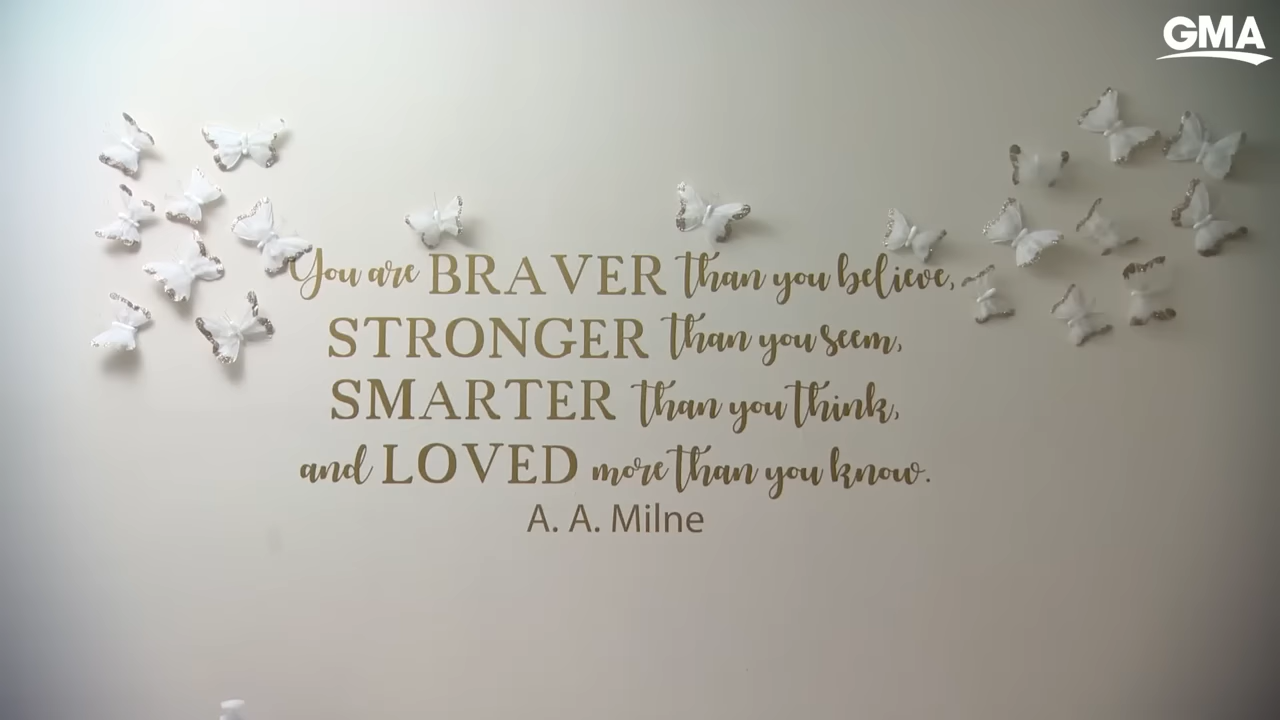 GMA
You are BRAVER than you believe,
STRONGER than you seem,
SMARTER than you think,
and LOVED more than you know.
A. A. Milne